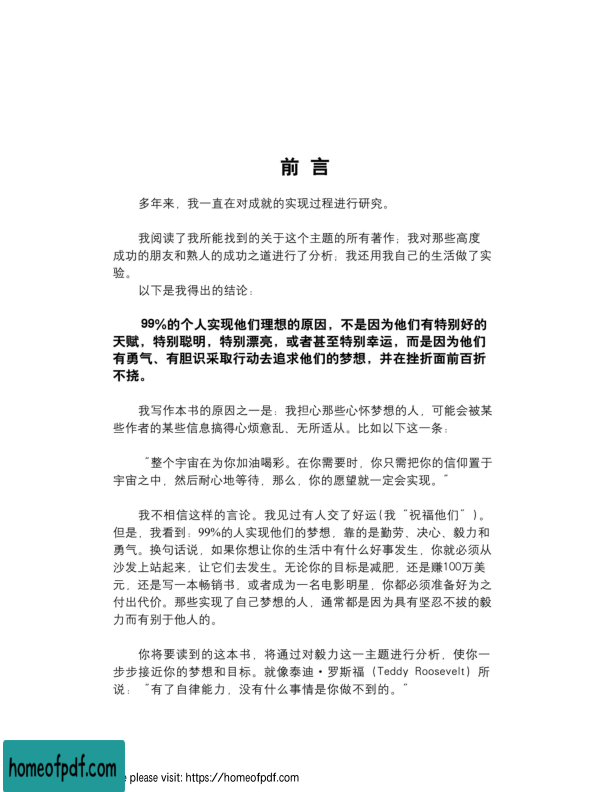 前 言
多年来，我一直在对成就的实现过程进行研究。
我阅读了我所能找到的关于这个主题的所有著作；我对那些高度
成功的朋友和熟人的成功之道进行了分析；我还用我自己的生活做了实
验。
以下是我得出的结论：
99%的个人实现他们理想的原因，不是因为他们有特别好的
天赋，特别聪明，特别漂亮，或者甚至特别幸运，而是因为他们
有勇气、有胆识采取行动去追求他们的梦想，并在挫折面前百折
不挠。
我写作本书的原因之一是：我担心那些心怀梦想的人，可能会被某
些作者的某些信息搞得心烦意乱、无所适从。比如以下这一条：
“整个宇宙在为你加油喝彩。在你需要时，你只需把你的信仰置于
宇宙之中，然后耐心地等待，那么，你的愿望就一定会实现。”
我不相信这样的言论。我见过有人交了好运(我“祝福他们”)。
但是，我看到：99%的人实现他们的梦想，靠的是勤劳、决心、毅力和
勇气。换句话说，如果你想让你的生活中有什么好事发生，你就必须从
沙发上站起来，让它们去发生。无论你的目标是减肥，还是赚100万美
元，还是写一本畅销书，或者成为一名电影明星，你都必须准备好为之
付出代价。那些实现了自己梦想的人，通常都是因为具有坚忍不拔的毅
力而有别于他人的。
你将要读到的这本书，将通过对毅力这一主题进行分析，使你一
步步接近你的梦想和目标。就像泰迪·罗斯福（Teddy Roosevelt）所
说：“有了自律能力，没有什么事情是你做不到的。”
homeofpdf.com
please visit: https://homeofpdf.com